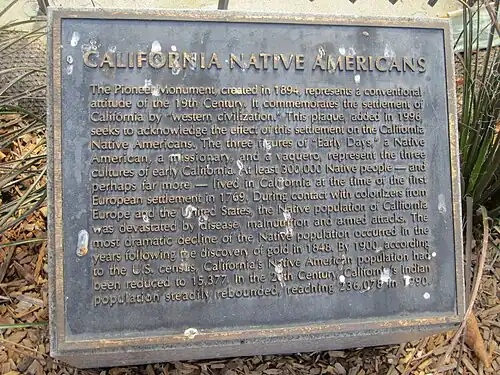 CALIFORNIA NATIVE AMERICANS
The Pioneer Monument, created in 1894, represents a conventional
attitude of the 19th Century. It commemorates the settlement of
California by "western civilization." This plaque, added in 1996,
seeks to acknowledge the effect of this settlement on the California
Native Americans. The three figures of "Early Days," a Native
American, a missionary, and a vaquero, represent the three
cultures of early California. At least 300,000 Native people — and
perhaps far more — lived in California at the time of the first
European settlement in 1769. During contact with colonizers from
Europe and the United States, the Native population of California
was devastated by disease, malnutrition and armed attacks. The
most dramatic decline of the Native population occurred in the
years following the discovery of gold in 1848. By 1900, according
to the U.S. census, California's Native American population had
been reduced to 15,377. In the 20th Century, California's Indian
population steadily rebounded, reaching 236,078 in 1990.